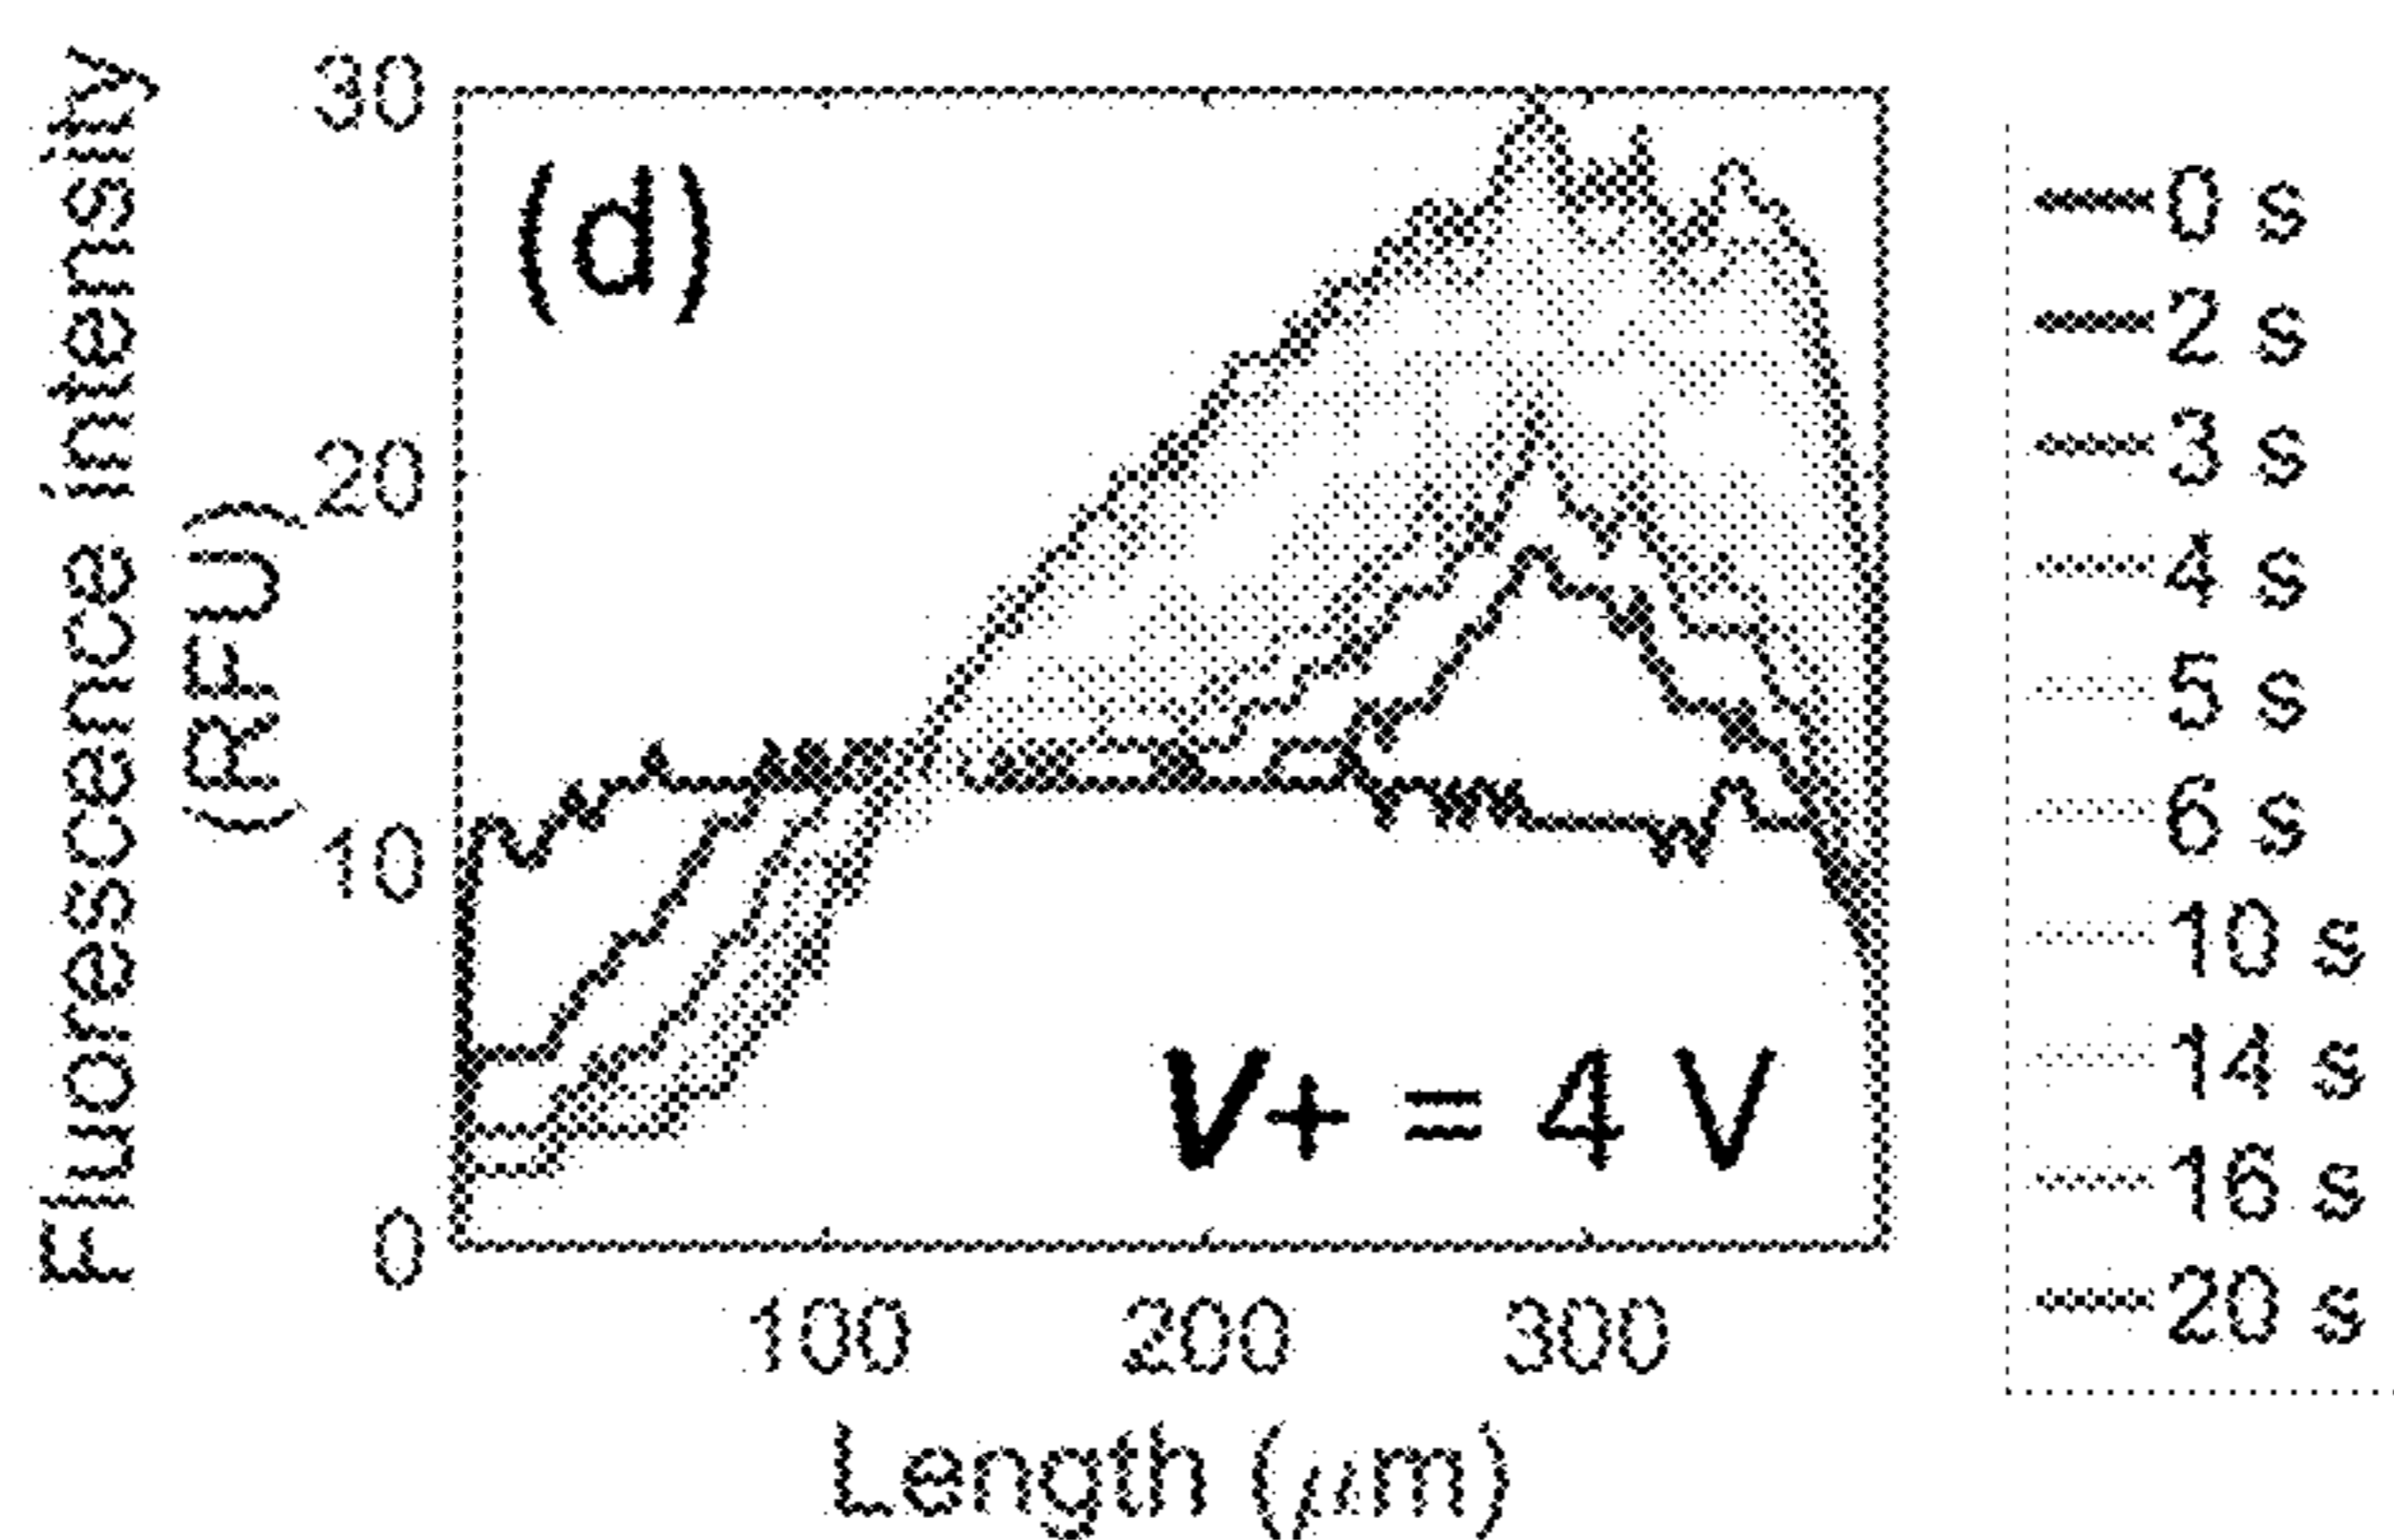 Fluorescence intensity
(RFU)
30
20
10
0
(d)
V+ = 4 V
100 200 300
Length (μm)
0 s
2 s
3 s
4 s
5 s
6 s
10 s
14 s
16 s
20 s